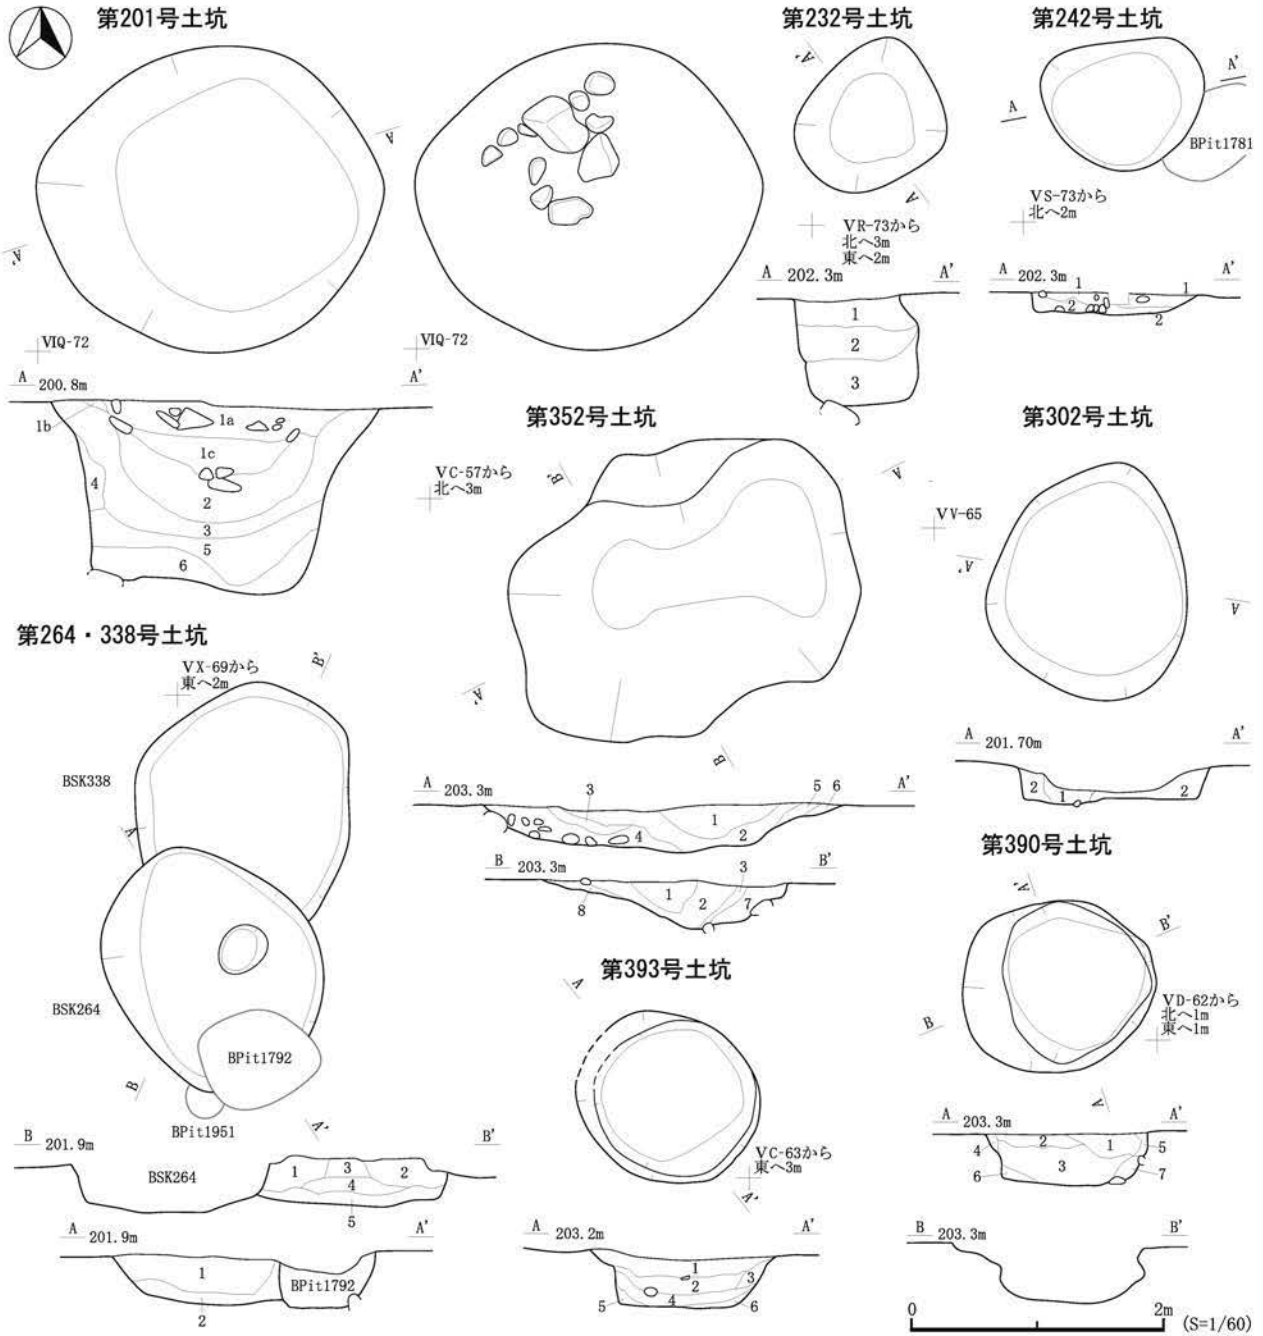 第201号土坑
A
A'
VIQ-72
VIQ-72
A 200.8m A'
1b
1a
1c
4
2
3
5
6
第232号土坑
A'
A
VR-73から
北へ3m
東へ2m
A 202.3m A'
1
2
3
第242号土坑
A'
A
BPit1781
VS-73から
北へ2m
A 202.3m A'
1
1
2
2
第352号土坑
VC-57から
北へ3m
B'
A
A'
B
A 203.3m A'
3
5
6
1
4
2
B 203.3m B'
3
1
2
7
8
第302号土坑
VV-65
A'
A
A 201.70m A'
2
1
2
第264・338号土坑
VX-69から
東へ2m
B'
BSK338
A
BSK264
BPit1792
B
BPit1951
A'
B 201.9m B'
BSK264
1
3
2
4
5
A 201.9m A'
1
BPit1792
2
第393号土坑
A
VC-63から
東へ3m
A'
A 203.2m A'
1
2
3
5
4
6
第390号土坑
A'
B'
VD-62から
北へ1m
東へ1m
B
A
A 203.3m A'
4
2
1
5
3
6
7
B 203.3m B'
0 2m (S=1/60)